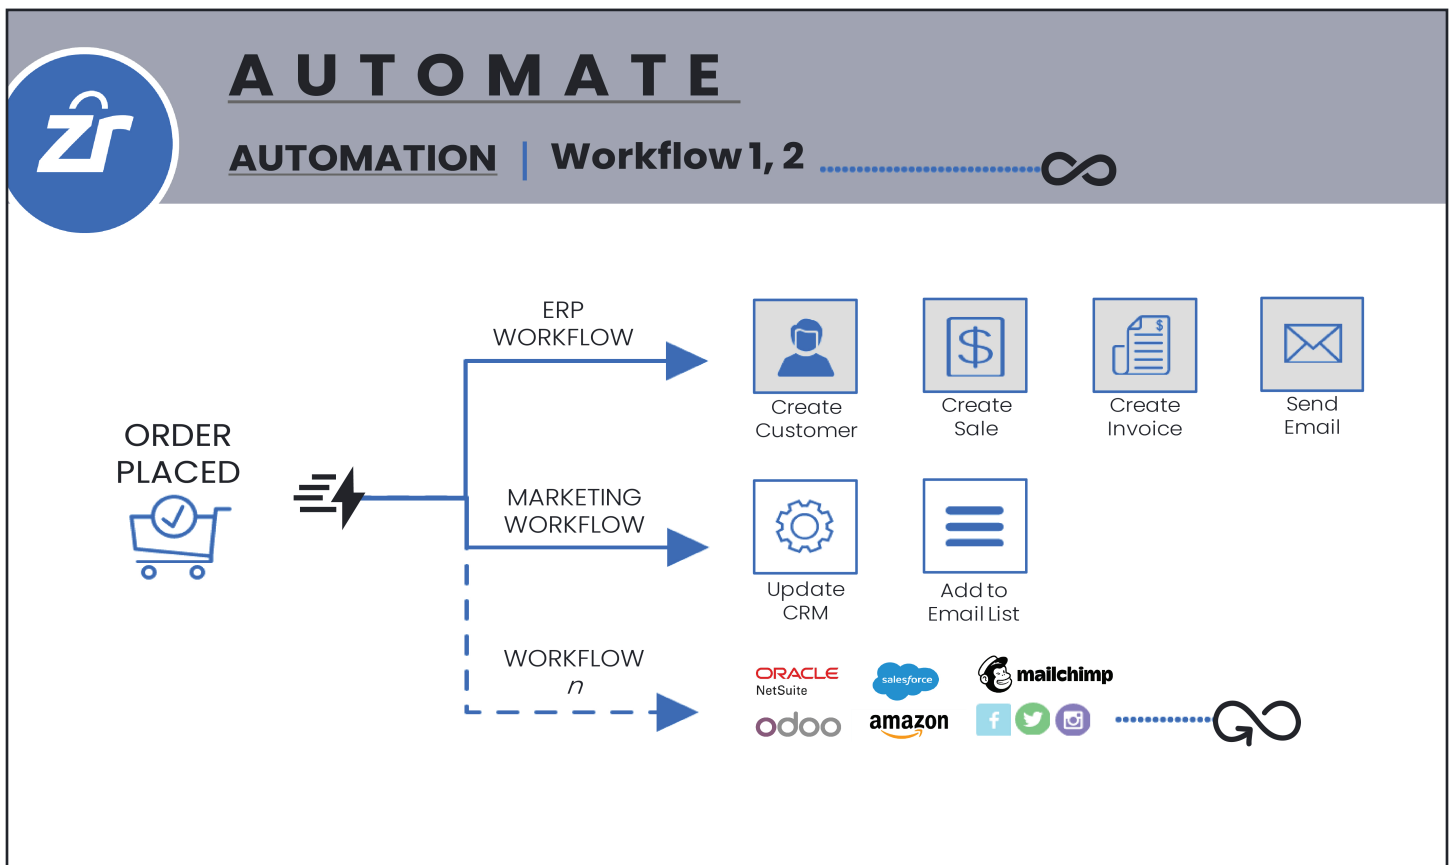 zr
AUTOMATE
AUTOMATION | Workflow 1, 2
ERP
WORKFLOW
$
$
Create
Customer
Create
Sale
Create
Invoice
Send
Email
ORDER
PLACED
MARKETING
WORKFLOW
Update
CRM
Add to
Email List
WORKFLOW
n
ORACLE
NetSuite
salesforce
mailchimp
odoo
amazon
f